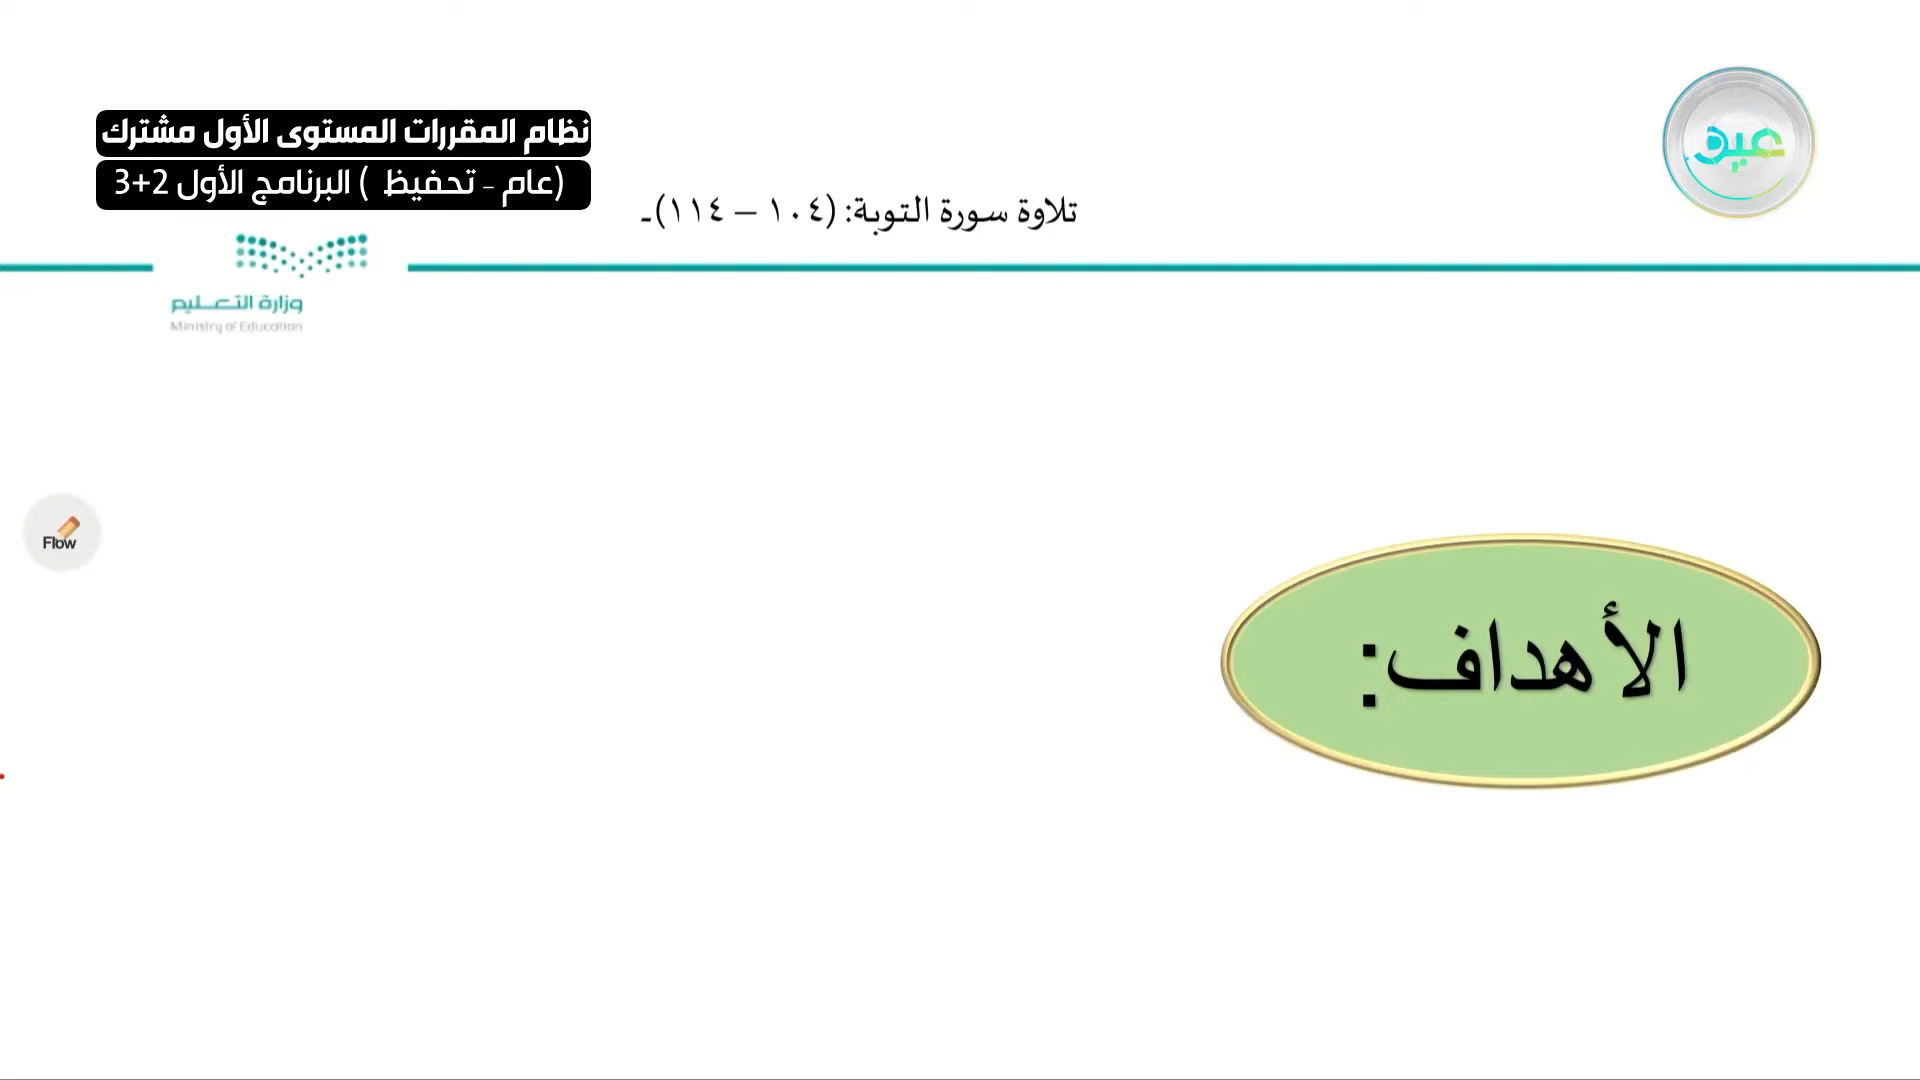 نظام المقررات المستوى الأول مشترك
(عام - تحفيظ ) البرنامج الأول 2+3
عين
تلاوة سورة التوبة: (١٠٤ – ١١٤).
وزارة التعليم
Ministry of Education
Flow
الأهداف: